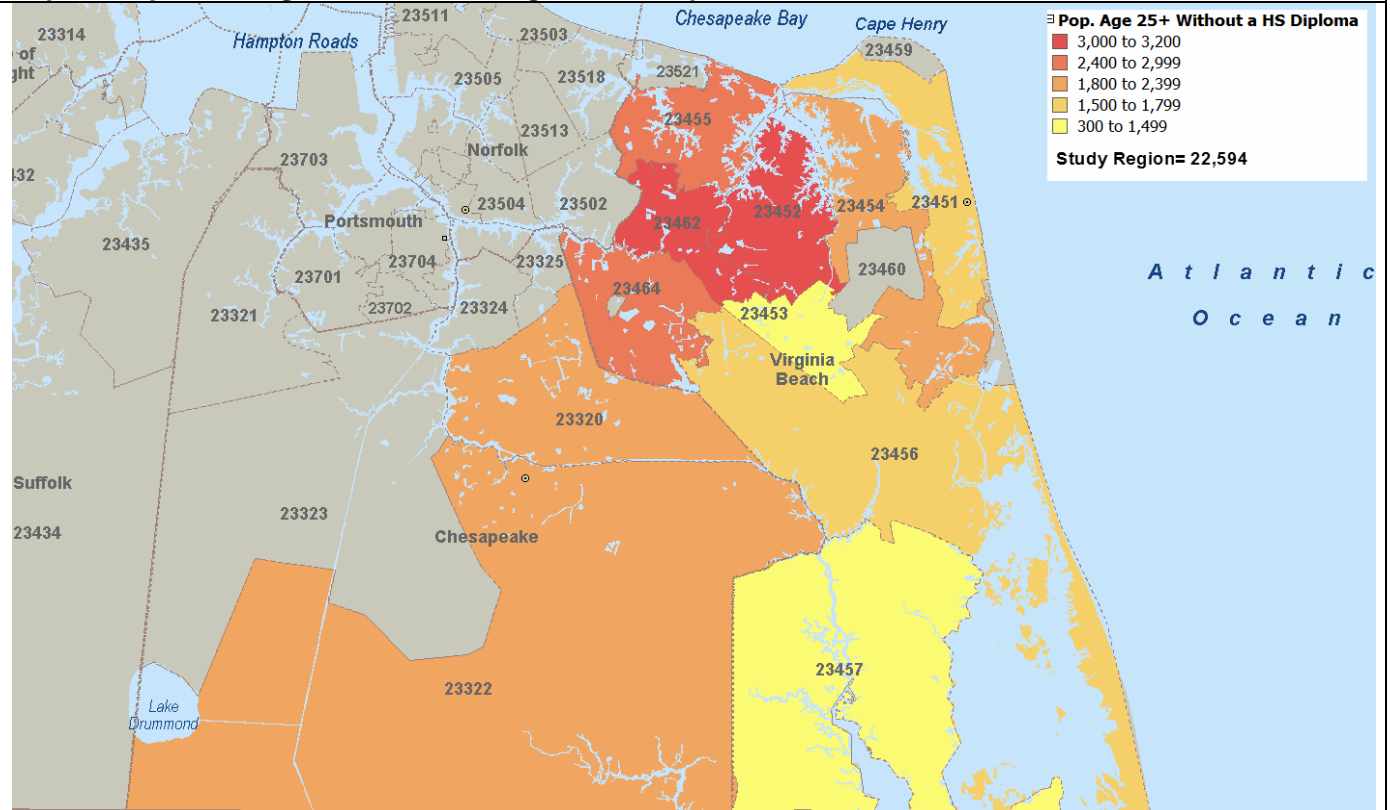 23511
Chesapeake Bay
Cape Henry
Pop. Age 25+ Without a HS Diploma
3,000 to 3,200
2,400 to 2,999
1,800 to 2,399
1,500 to 1,799
300 to 1,499
Study Region= 22,594
23314
Hampton Roads
23503
23459
of
ght
23505
23518
23521
23455
23513
Norfolk
23703
432
23504
23502
23462
23452
23454
23451
Portsmouth
23435
23701
23704
23325
23460
Atlantic
Ocean
23464
23321
23702
23324
23453
Virginia
Beach
23320
23456
Suffolk
23434
23323
Chesapeake
23457
23322
Lake
Drummond